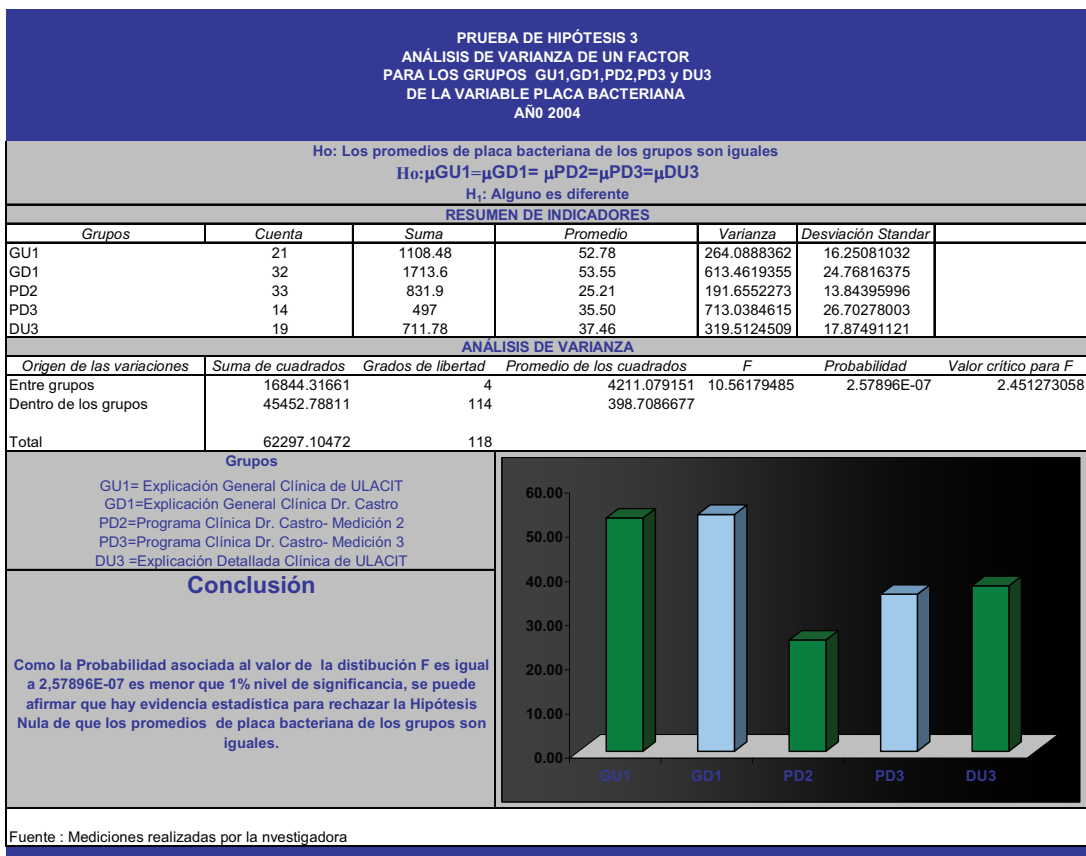 PRUEBA DE HIPÓTESIS 3
ANÁLISIS DE VARIANZA DE UN FACTOR
PARA LOS GRUPOS GU1,GD1,PD2,PD3 y DU3
DE LA VARIABLE PLACA BACTERIANA
AÑ0 2004
Ho: Los promedios de placa bacteriana de los grupos son iguales
Ho:µGU1=µGD1= µPD2=µPD3=µDU3
H1: Alguno es diferente
RESUMEN DE INDICADORES
Grupos Cuenta Suma Promedio Varianza Desviación Standar
GU1 21 1108.48 52.78 264.0888362 16.25081032
GD1 32 1713.6 53.55 613.4619355 24.76816375
PD2 33 831.9 25.21 191.6552273 13.84395996
PD3 14 497 35.50 713.0384615 26.70278003
DU3 19 711.78 37.46 319.5124509 17.87491121
ANÁLISIS DE VARIANZA
Origen de las variaciones Suma de cuadrados Grados de libertad Promedio de los cuadrados F Probabilidad Valor crítico para F
Entre grupos 16844.31661 4 4211.079151 10.56179485 2.57896E-07 2.451273058
Dentro de los grupos 45452.78811 114 398.7086677
Total 62297.10472 118
Grupos
GU1= Explicación General Clínica de ULACIT
GD1=Explicación General Clínica Dr. Castro
PD2=Programa Clínica Dr. Castro- Medición 2
PD3=Programa Clínica Dr. Castro- Medición 3
DU3 =Explicación Detallada Clínica de ULACIT
Conclusión
Como la Probabilidad asociada al valor de la distibución F es igual
a 2,57896E-07 es menor que 1% nivel de significancia, se puede
afirmar que hay evidencia estadística para rechazar la Hipótesis
Nula de que los promedios de placa bacteriana de los grupos son
iguales.
60.00
50.00
40.00
30.00
20.00
10.00
0.00
GU1 GD1 PD2 PD3 DU3
Fuente : Mediciones realizadas por la nvestigadora